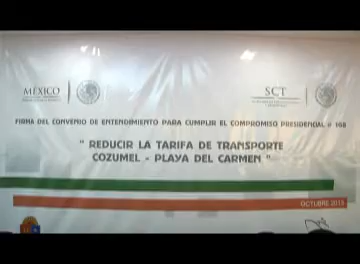 MÉXICO
SCT
FIRMA DEL CONVENIO DE ENTENDIMIENTO PARA CUMPLIR EL COMPROMISO PRESIDENCIAL # 168
" REDUCIR LA TARIFA DE TRANSPORTE
COZUMEL - PLAYA DEL CARMEN "
OCTUBRE 2015